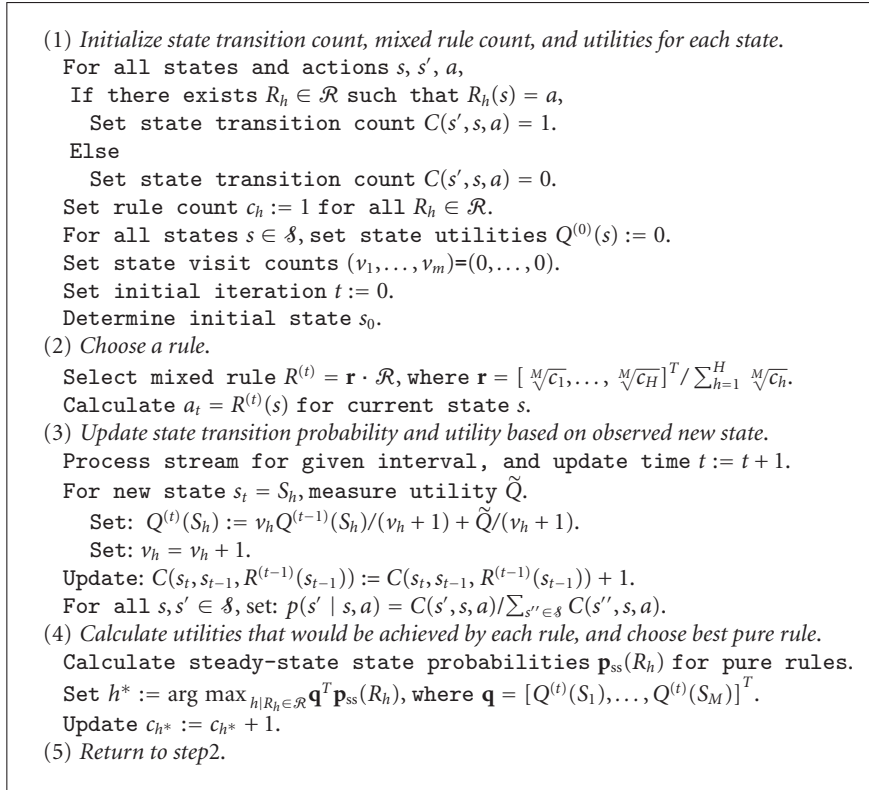 (1) Initialize state transition count, mixed rule count, and utilities for each state.
For all states and actions s, s′, a,
If there exists R_h ∈ ℛ such that R_h(s) = a,
Set state transition count C(s′, s, a) = 1.
Else
Set state transition count C(s′, s, a) = 0.
Set rule count c_h := 1 for all R_h ∈ ℛ.
For all states s ∈ 𝒮, set state utilities Q^(0)(s) := 0.
Set state visit counts (v_1, . . . , v_m)=(0, . . . , 0).
Set initial iteration t := 0.
Determine initial state s_0.
(2) Choose a rule.
Select mixed rule R^(t) = r · ℛ, where r = [ ᴹ√c_1, . . . , ᴹ√c_H]^T / ∑_{h=1}^{H} ᴹ√c_h.
Calculate a_t = R^(t)(s) for current state s.
(3) Update state transition probability and utility based on observed new state.
Process stream for given interval, and update time t := t + 1.
For new state s_t = S_h, measure utility Q̃.
Set: Q^(t)(S_h) := v_h Q^(t−1)(S_h)/(v_h + 1) + Q̃/(v_h + 1).
Set: v_h = v_h + 1.
Update: C(s_t, s_{t−1}, R^(t−1)(s_{t−1})) := C(s_t, s_{t−1}, R^(t−1)(s_{t−1})) + 1.
For all s, s′ ∈ 𝒮, set: p(s′ | s, a) = C(s′, s, a)/∑_{s″∈𝒮} C(s″, s, a).
(4) Calculate utilities that would be achieved by each rule, and choose best pure rule.
Calculate steady-state state probabilities p_ss(R_h) for pure rules.
Set h* := arg max_{h|R_h∈ℛ} q^T p_ss(R_h), where q = [Q^(t)(S_1), . . . , Q^(t)(S_M)]^T.
Update c_{h*} := c_{h*} + 1.
(5) Return to step2.